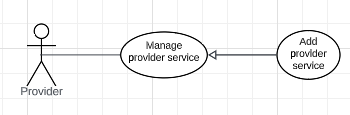 Manage
provider service
Add
provider
service
Provider